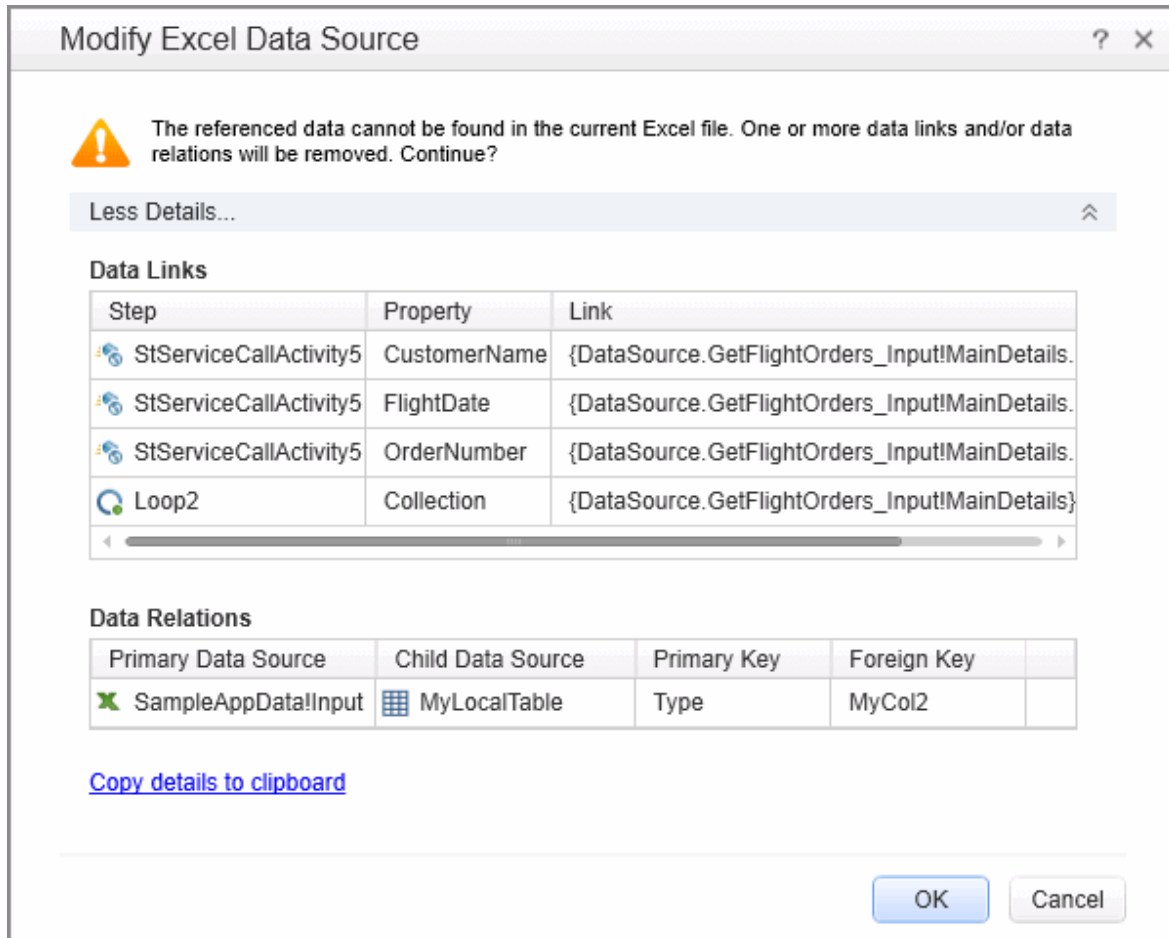 Modify Excel Data Source
The referenced data cannot be found in the current Excel file. One or more data links and/or data
relations will be removed. Continue?
Less Details...
Data Links
Step Property Link
StServiceCallActivity5 CustomerName {DataSource.GetFlightOrders_Input!MainDetails.
StServiceCallActivity5 FlightDate {DataSource.GetFlightOrders_Input!MainDetails.
StServiceCallActivity5 OrderNumber {DataSource.GetFlightOrders_Input!MainDetails.
Loop2 Collection {DataSource.GetFlightOrders_Input!MainDetails}
Data Relations
Primary Data Source Child Data Source Primary Key Foreign Key
SampleAppData!Input MyLocalTable Type MyCol2
Copy details to clipboard
OK Cancel